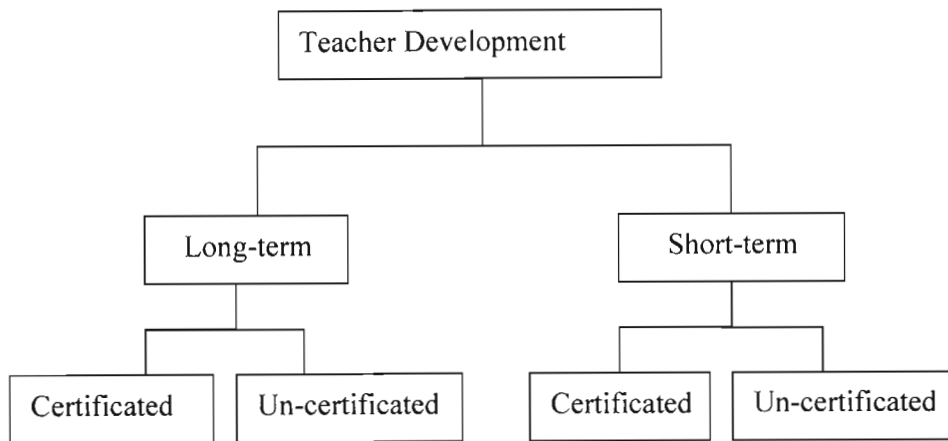 Teacher Development
Long-term
Short-term
Certificated
Un-certificated
Certificated
Un-certificated